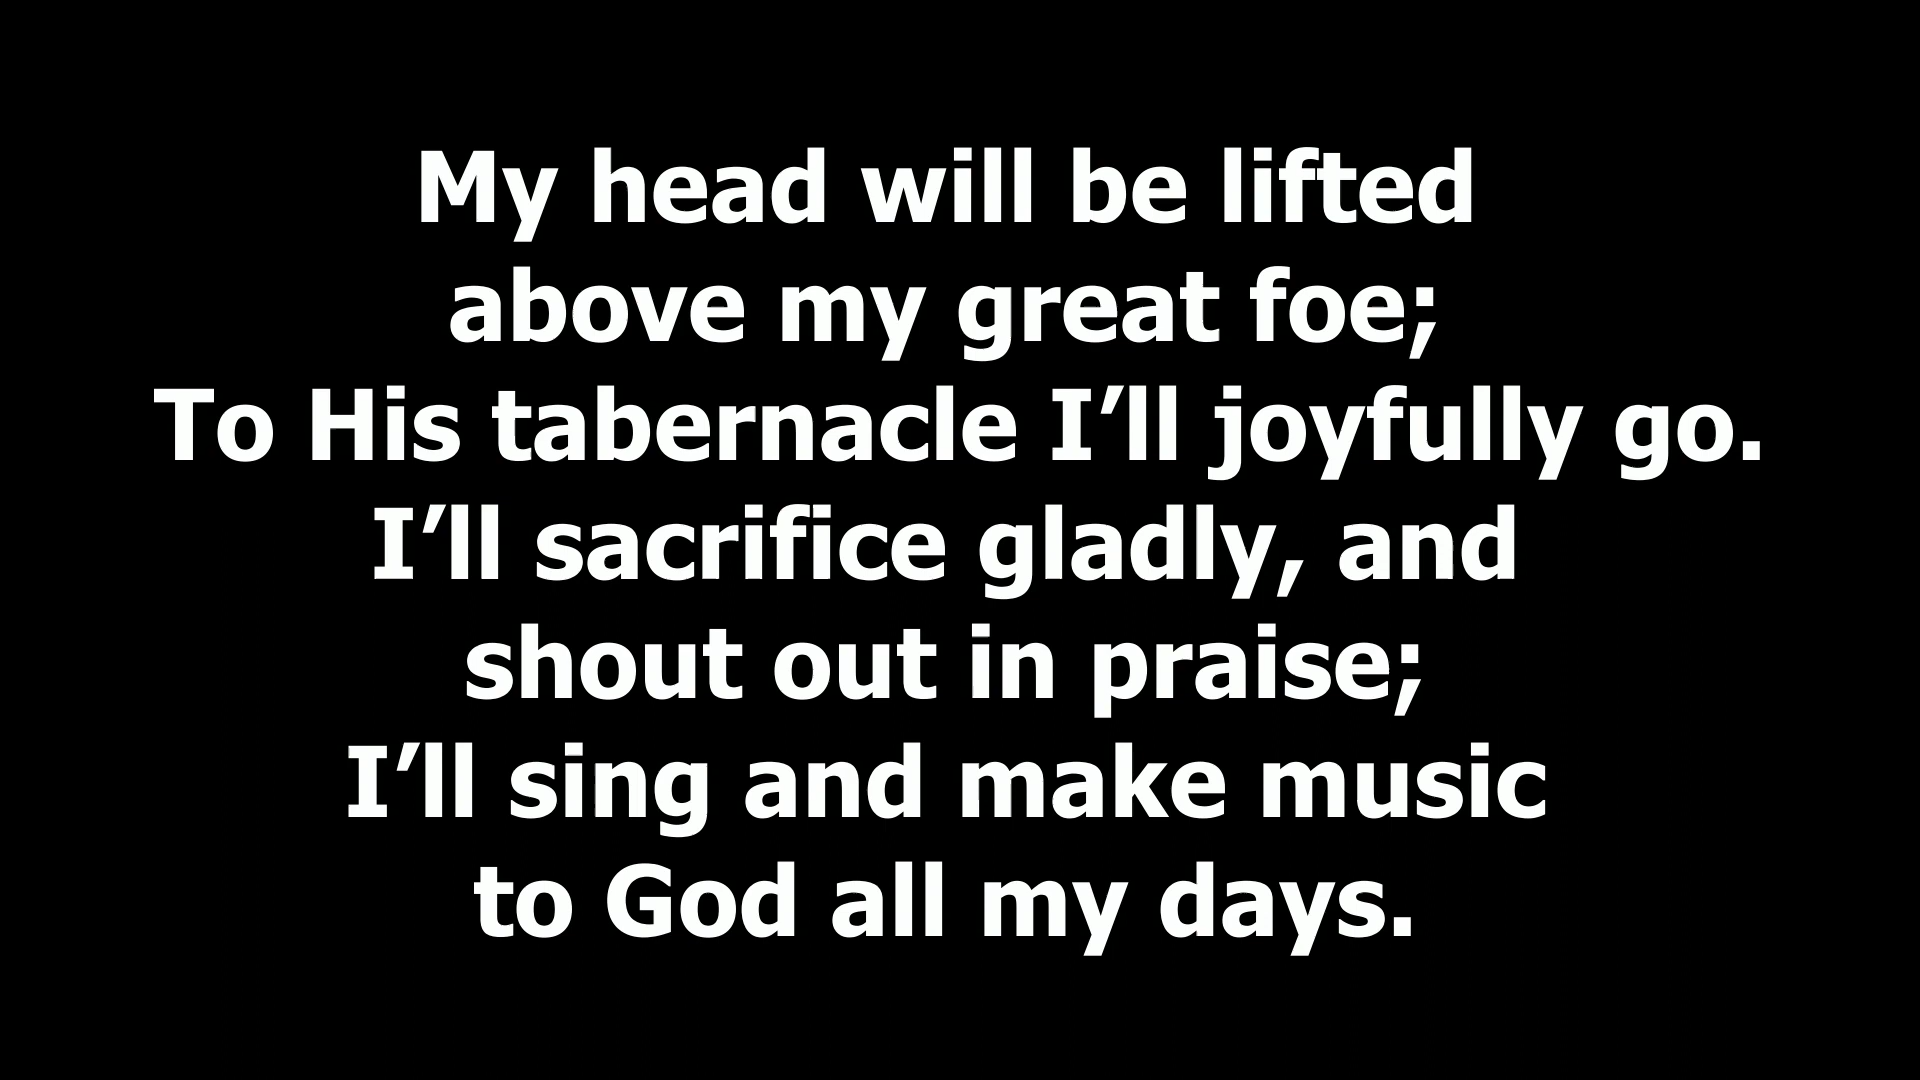 My head will be lifted
above my great foe;
To His tabernacle I’ll joyfully go.
I’ll sacrifice gladly, and
shout out in praise;
I’ll sing and make music
to God all my days.